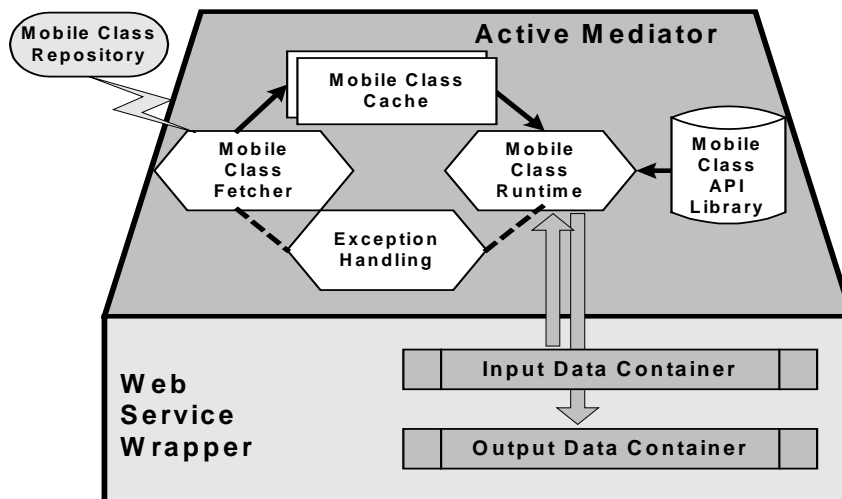 Mobile Class
Repository
Active Mediator
Mobile Class
Cache
Mobile
Class
Fetcher
Mobile
Class
Runtime
Mobile
Class
API
Library
Exception
Handling
Web
Service
Wrapper
Input Data Container
Output Data Container